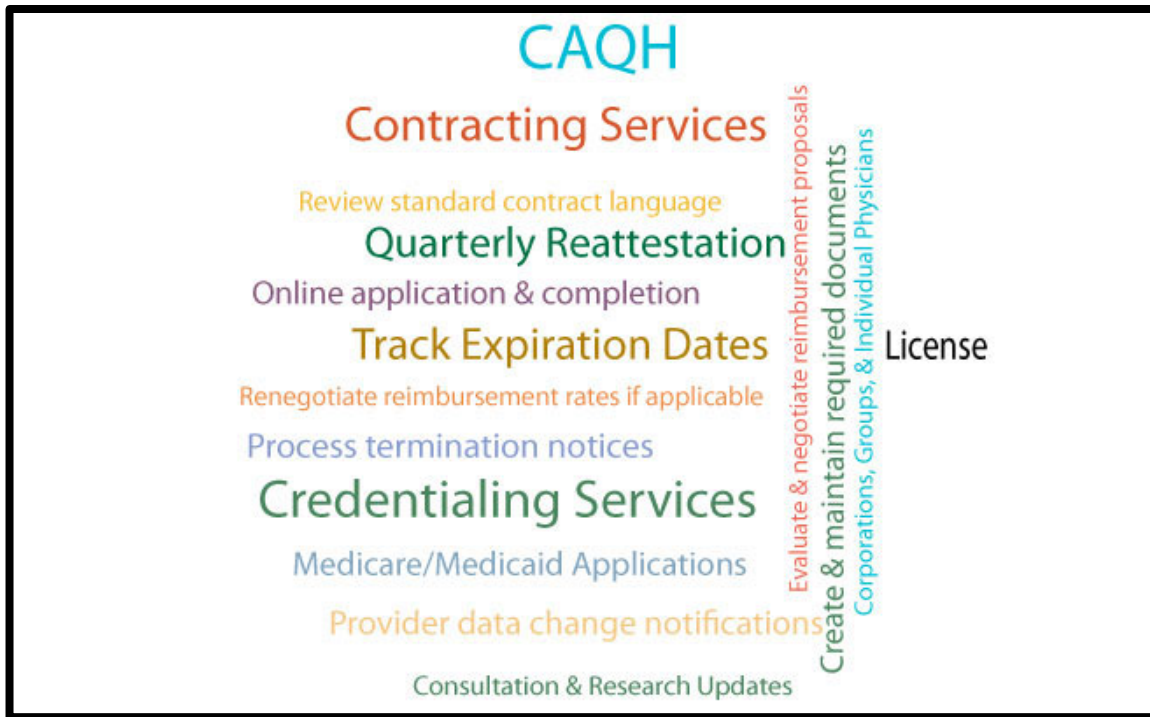 CAQH
Contracting Services
Review standard contract language
Quarterly Reattestation
Online application & completion
Track Expiration Dates
Renegotiate reimbursement rates if applicable
Process termination notices
Credentialing Services
Medicare/Medicaid Applications
Provider data change notifications
Consultation & Research Updates
Evaluate & negotiate reimbursement proposals
Create & maintain required documents
Corporations, Groups, & Individual Physicians
License